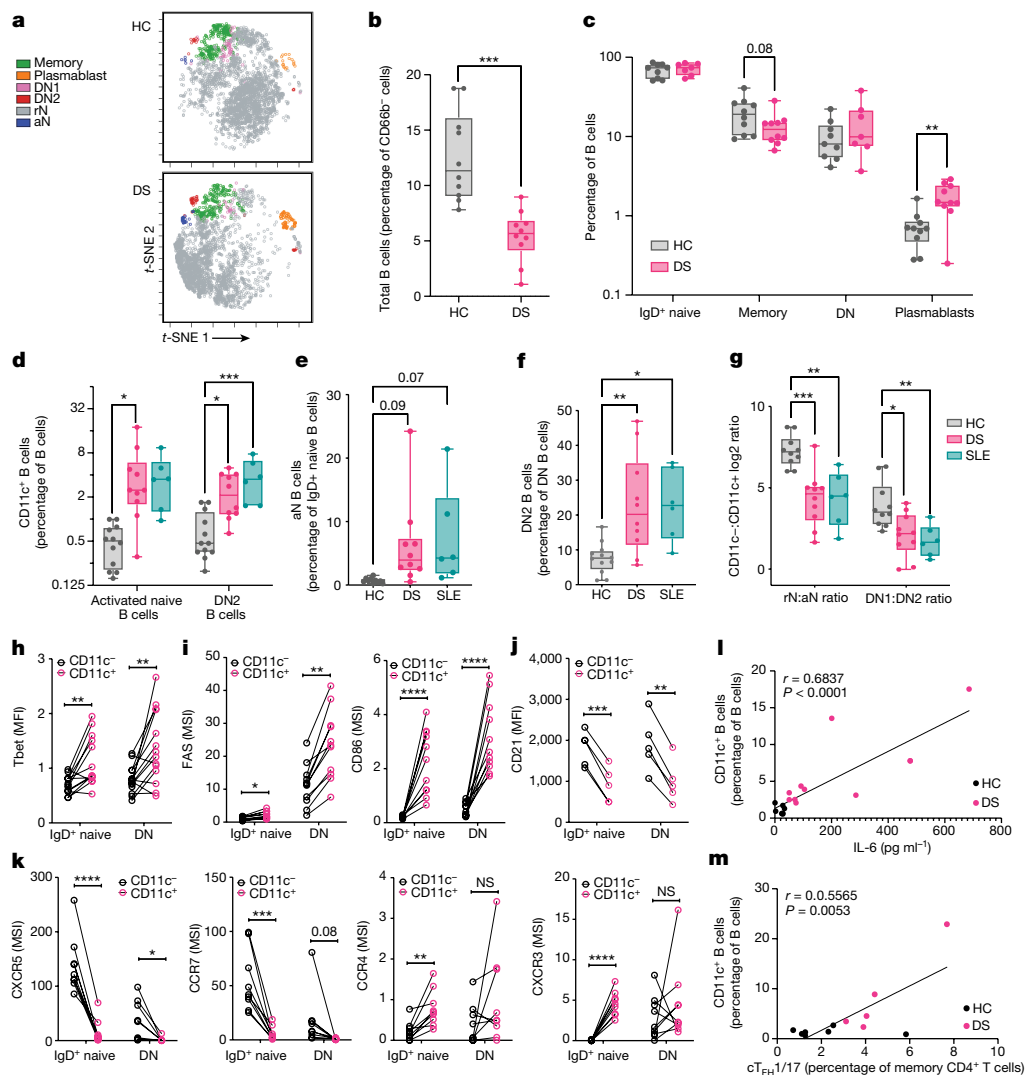 a
HC
Memory
Plasmablast
DN1
DN2
rN
aN
DS
t-SNE 2
t-SNE 1
b
Total B cells (percentage of CD66b⁻ cells)
20
15
10
5
0
***
HC
DS
c
Percentage of B cells
100
10
1
0.1
0.08
**
HC
DS
IgD⁺ naive
Memory
DN
Plasmablasts
d
CD11c⁺ B cells
(percentage of B cells)
32
8
2
0.5
0.125
*
***
*
Activated naive
B cells
DN2
B cells
e
aN B cells
(percentage of IgD+ naive B cells)
30
25
20
15
10
5
0
0.07
0.09
HC
DS
SLE
f
DN2 B cells
(percentage of DN B cells)
50
40
30
20
10
0
*
**
HC
DS
SLE
g
CD11c−:CD11c+ log2 ratio
10
5
0
**
***
**
*
HC
DS
SLE
rN:aN ratio
DN1:DN2 ratio
h
CD11c⁻
CD11c⁺
Tbet (MFI)
3
2
1
0
**
**
IgD⁺ naive
DN
i
CD11c⁻
CD11c⁺
FAS (MSI)
50
40
30
20
10
0
*
**
IgD⁺ naive
DN
CD11c⁻
CD11c⁺
CD86 (MSI)
6
4
2
0
****
****
IgD⁺ naive
DN
j
CD11c⁻
CD11c⁺
CD21 (MFI)
4,000
3,000
2,000
1,000
0
***
**
IgD⁺ naive
DN
l
CD11c⁺ B cells
(percentage of B cells)
20
15
10
5
0
r = 0.6837
P < 0.0001
HC
DS
0
200
400
600
800
IL-6 (pg ml⁻¹)
k
CD11c⁻
CD11c⁺
CXCR5 (MSI)
300
200
100
0
****
*
IgD⁺ naive
DN
CD11c⁻
CD11c⁺
CCR7 (MSI)
150
100
50
0
***
0.08
IgD⁺ naive
DN
CD11c⁻
CD11c⁺
CCR4 (MSI)
4
3
2
1
0
**
NS
IgD⁺ naive
DN
CD11c⁻
CD11c⁺
CXCR3 (MSI)
20
15
10
5
0
****
NS
IgD⁺ naive
DN
m
CD11c⁺ B cells
(percentage of B cells)
30
20
10
0
r = 0.0.5565
P = 0.0053
HC
DS
0
2
4
6
8
10
cT_FH1/17 (percentage of memory CD4⁺ T cells)